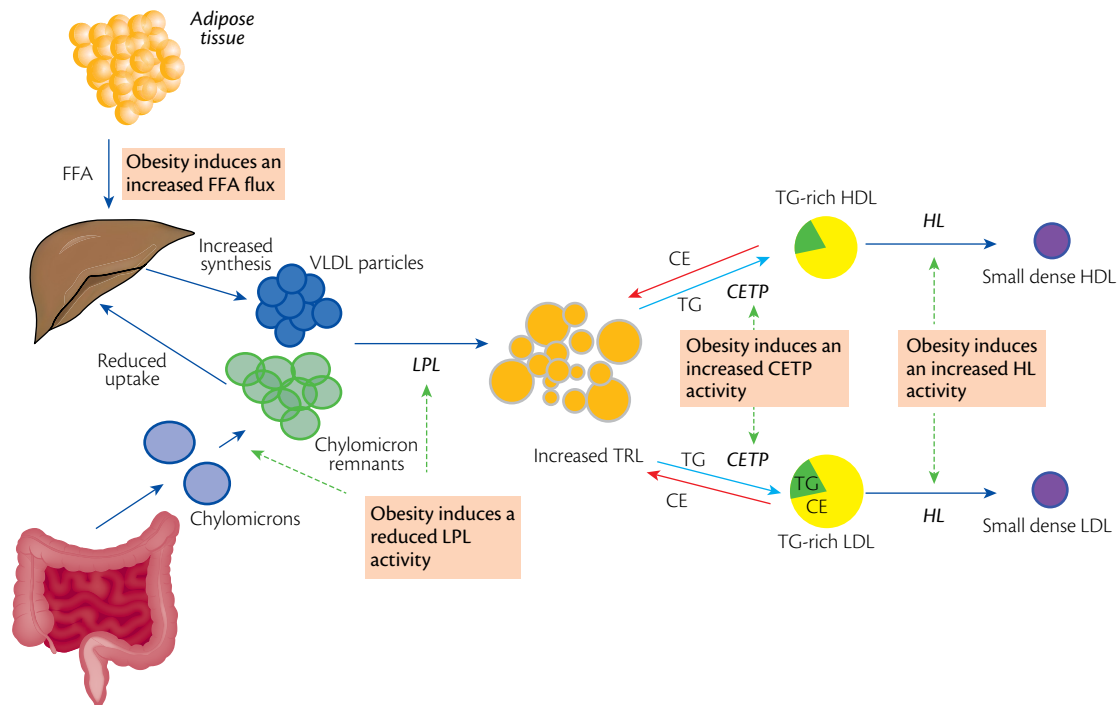 Adipose
tissue
FFA
Obesity induces an
increased FFA flux
Increased
synthesis
VLDL particles
Reduced
uptake
Chylomicron
remnants
Chylomicrons
LPL
Obesity induces a
reduced LPL
activity
Increased TRL
CE
TG
CETP
TG-rich HDL
HL
Small dense HDL
Obesity induces an
increased CETP
activity
Obesity induces
an increased HL
activity
TG
CETP
CE
TG
CE
TG-rich LDL
HL
Small dense LDL